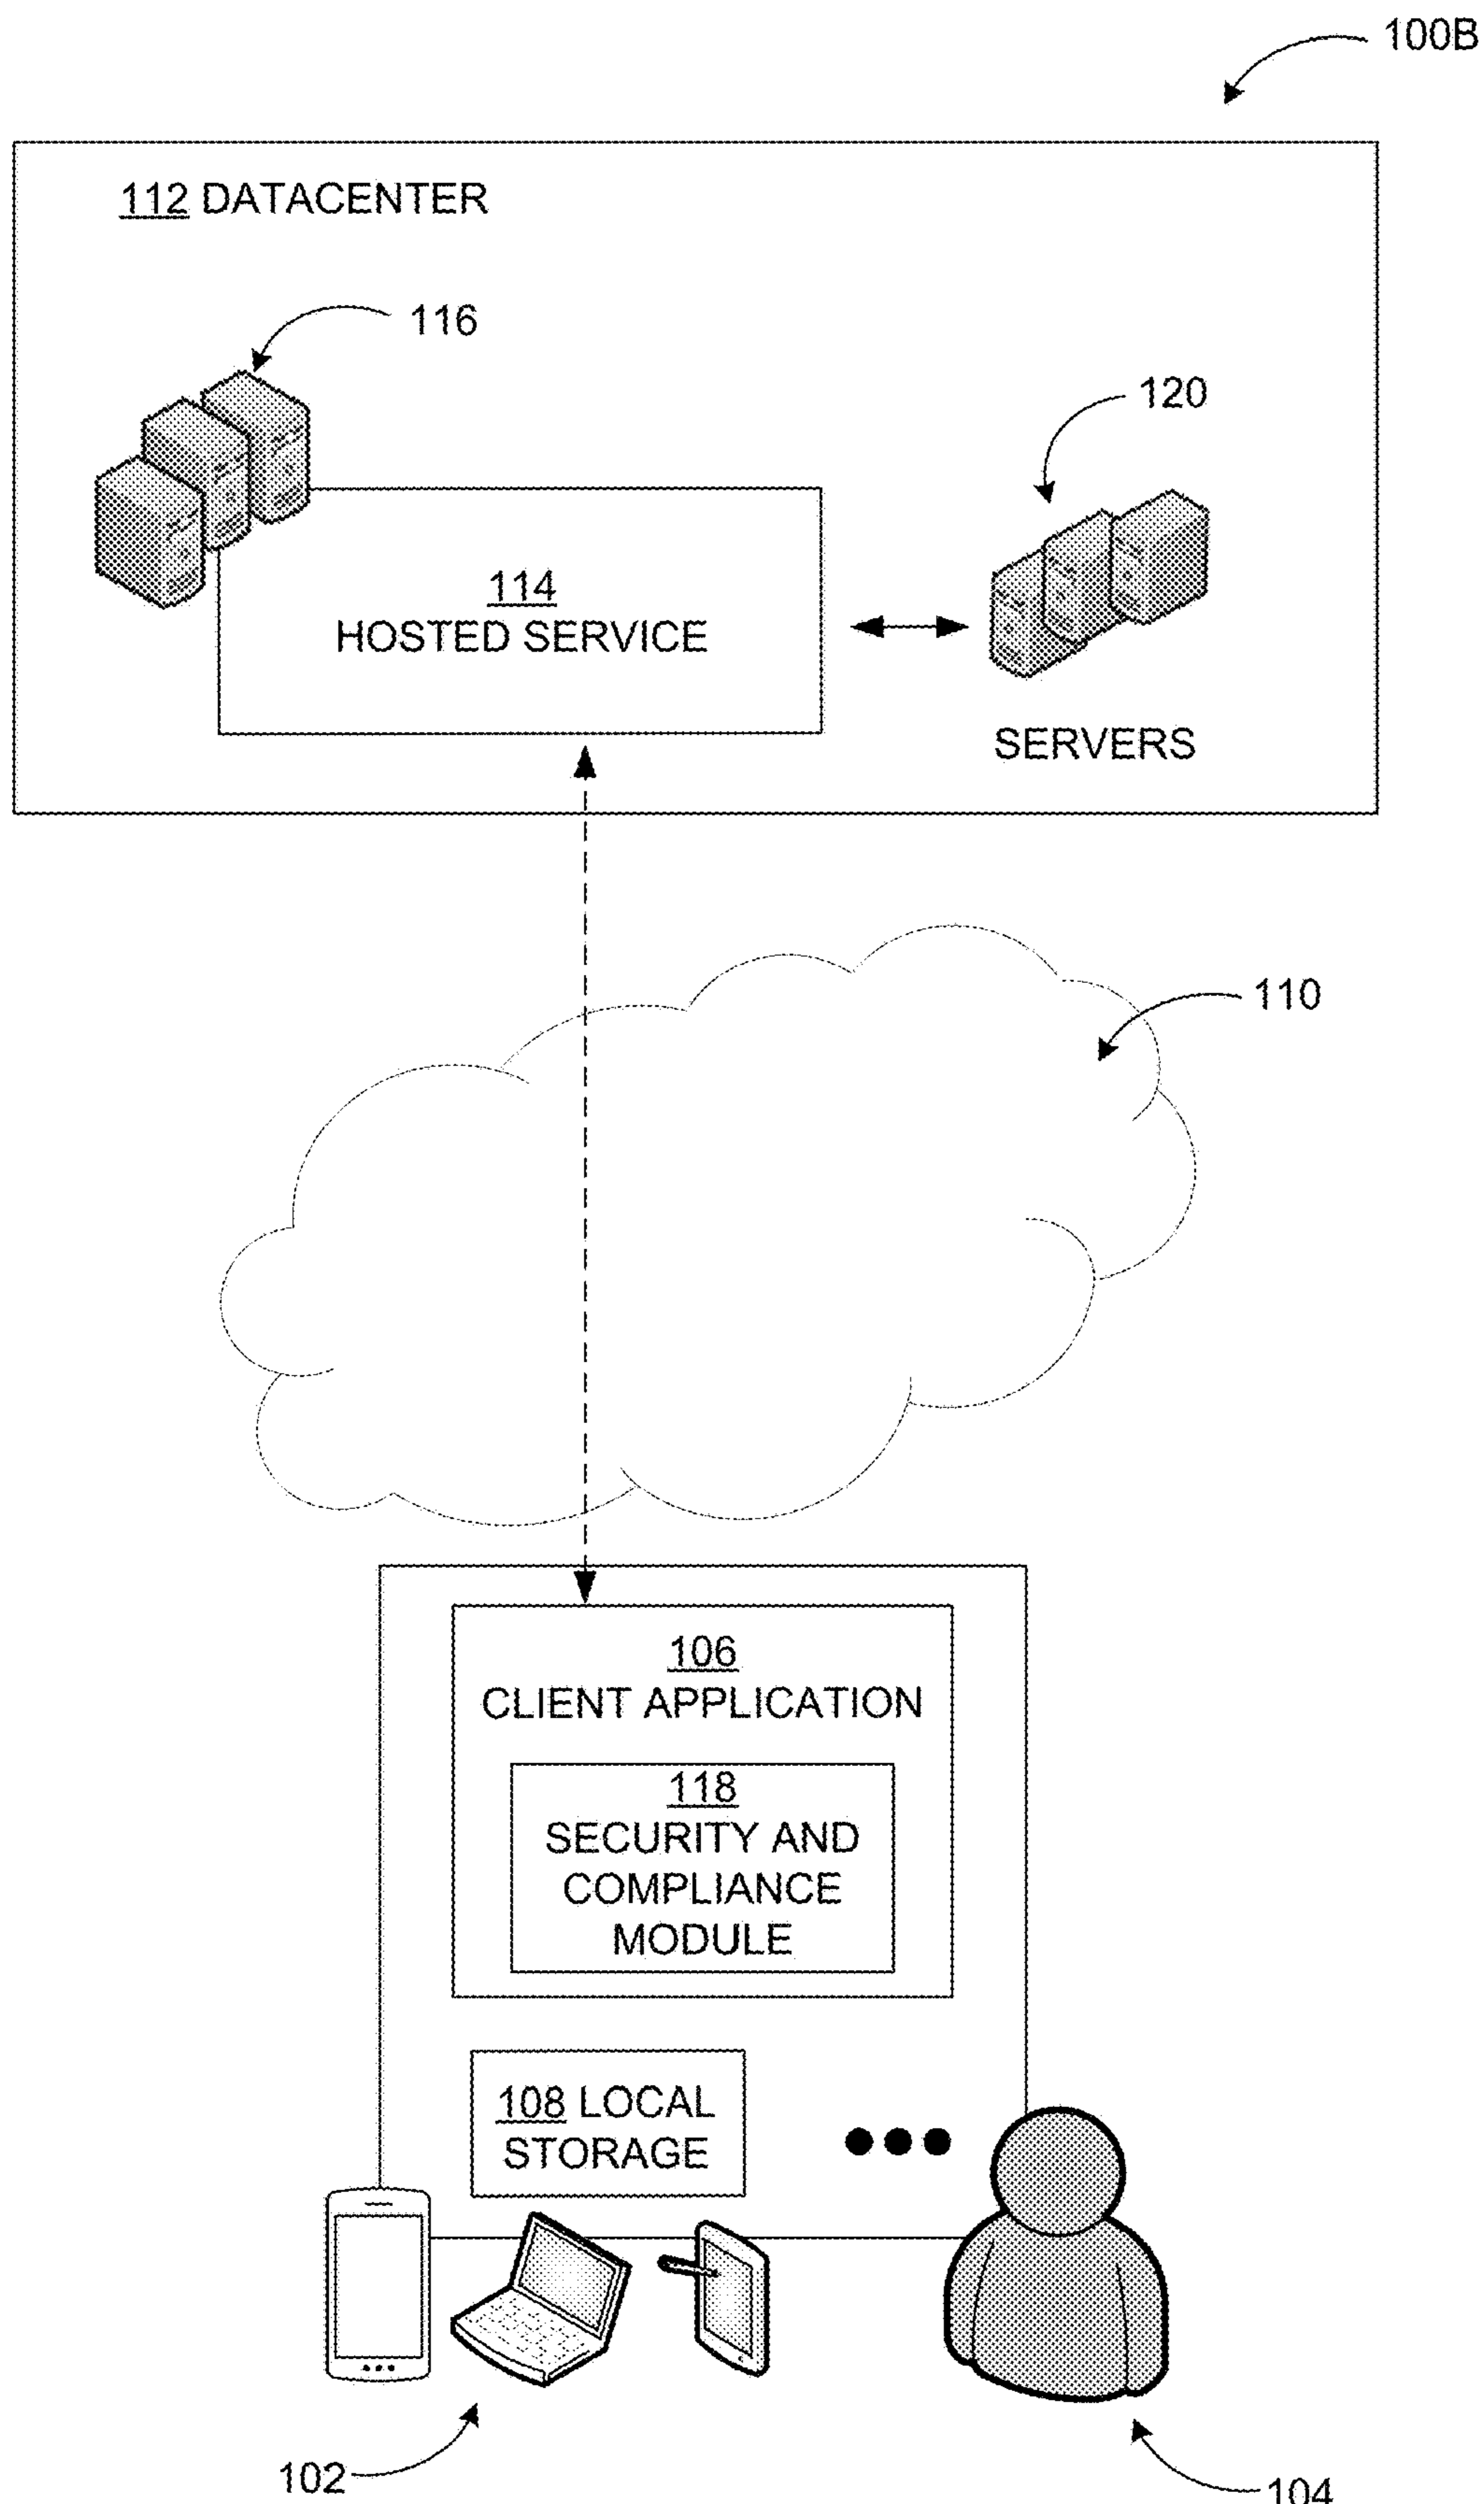 100B
112 DATACENTER
116
120
114
HOSTED SERVICE
SERVERS
110
106
CLIENT APPLICATION
118
SECURITY AND
COMPLIANCE
MODULE
108 LOCAL
STORAGE
102
104